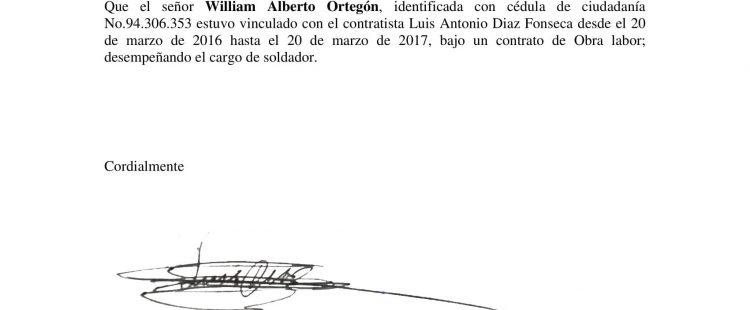 Que el señor William Alberto Ortegón, identificada con cédula de ciudadanía
No.94.306.353 estuvo vinculado con el contratista Luis Antonio Diaz Fonseca desde el 20
de marzo de 2016 hasta el 20 de marzo de 2017, bajo un contrato de Obra labor;
desempeñando el cargo de soldador.
Cordialmente